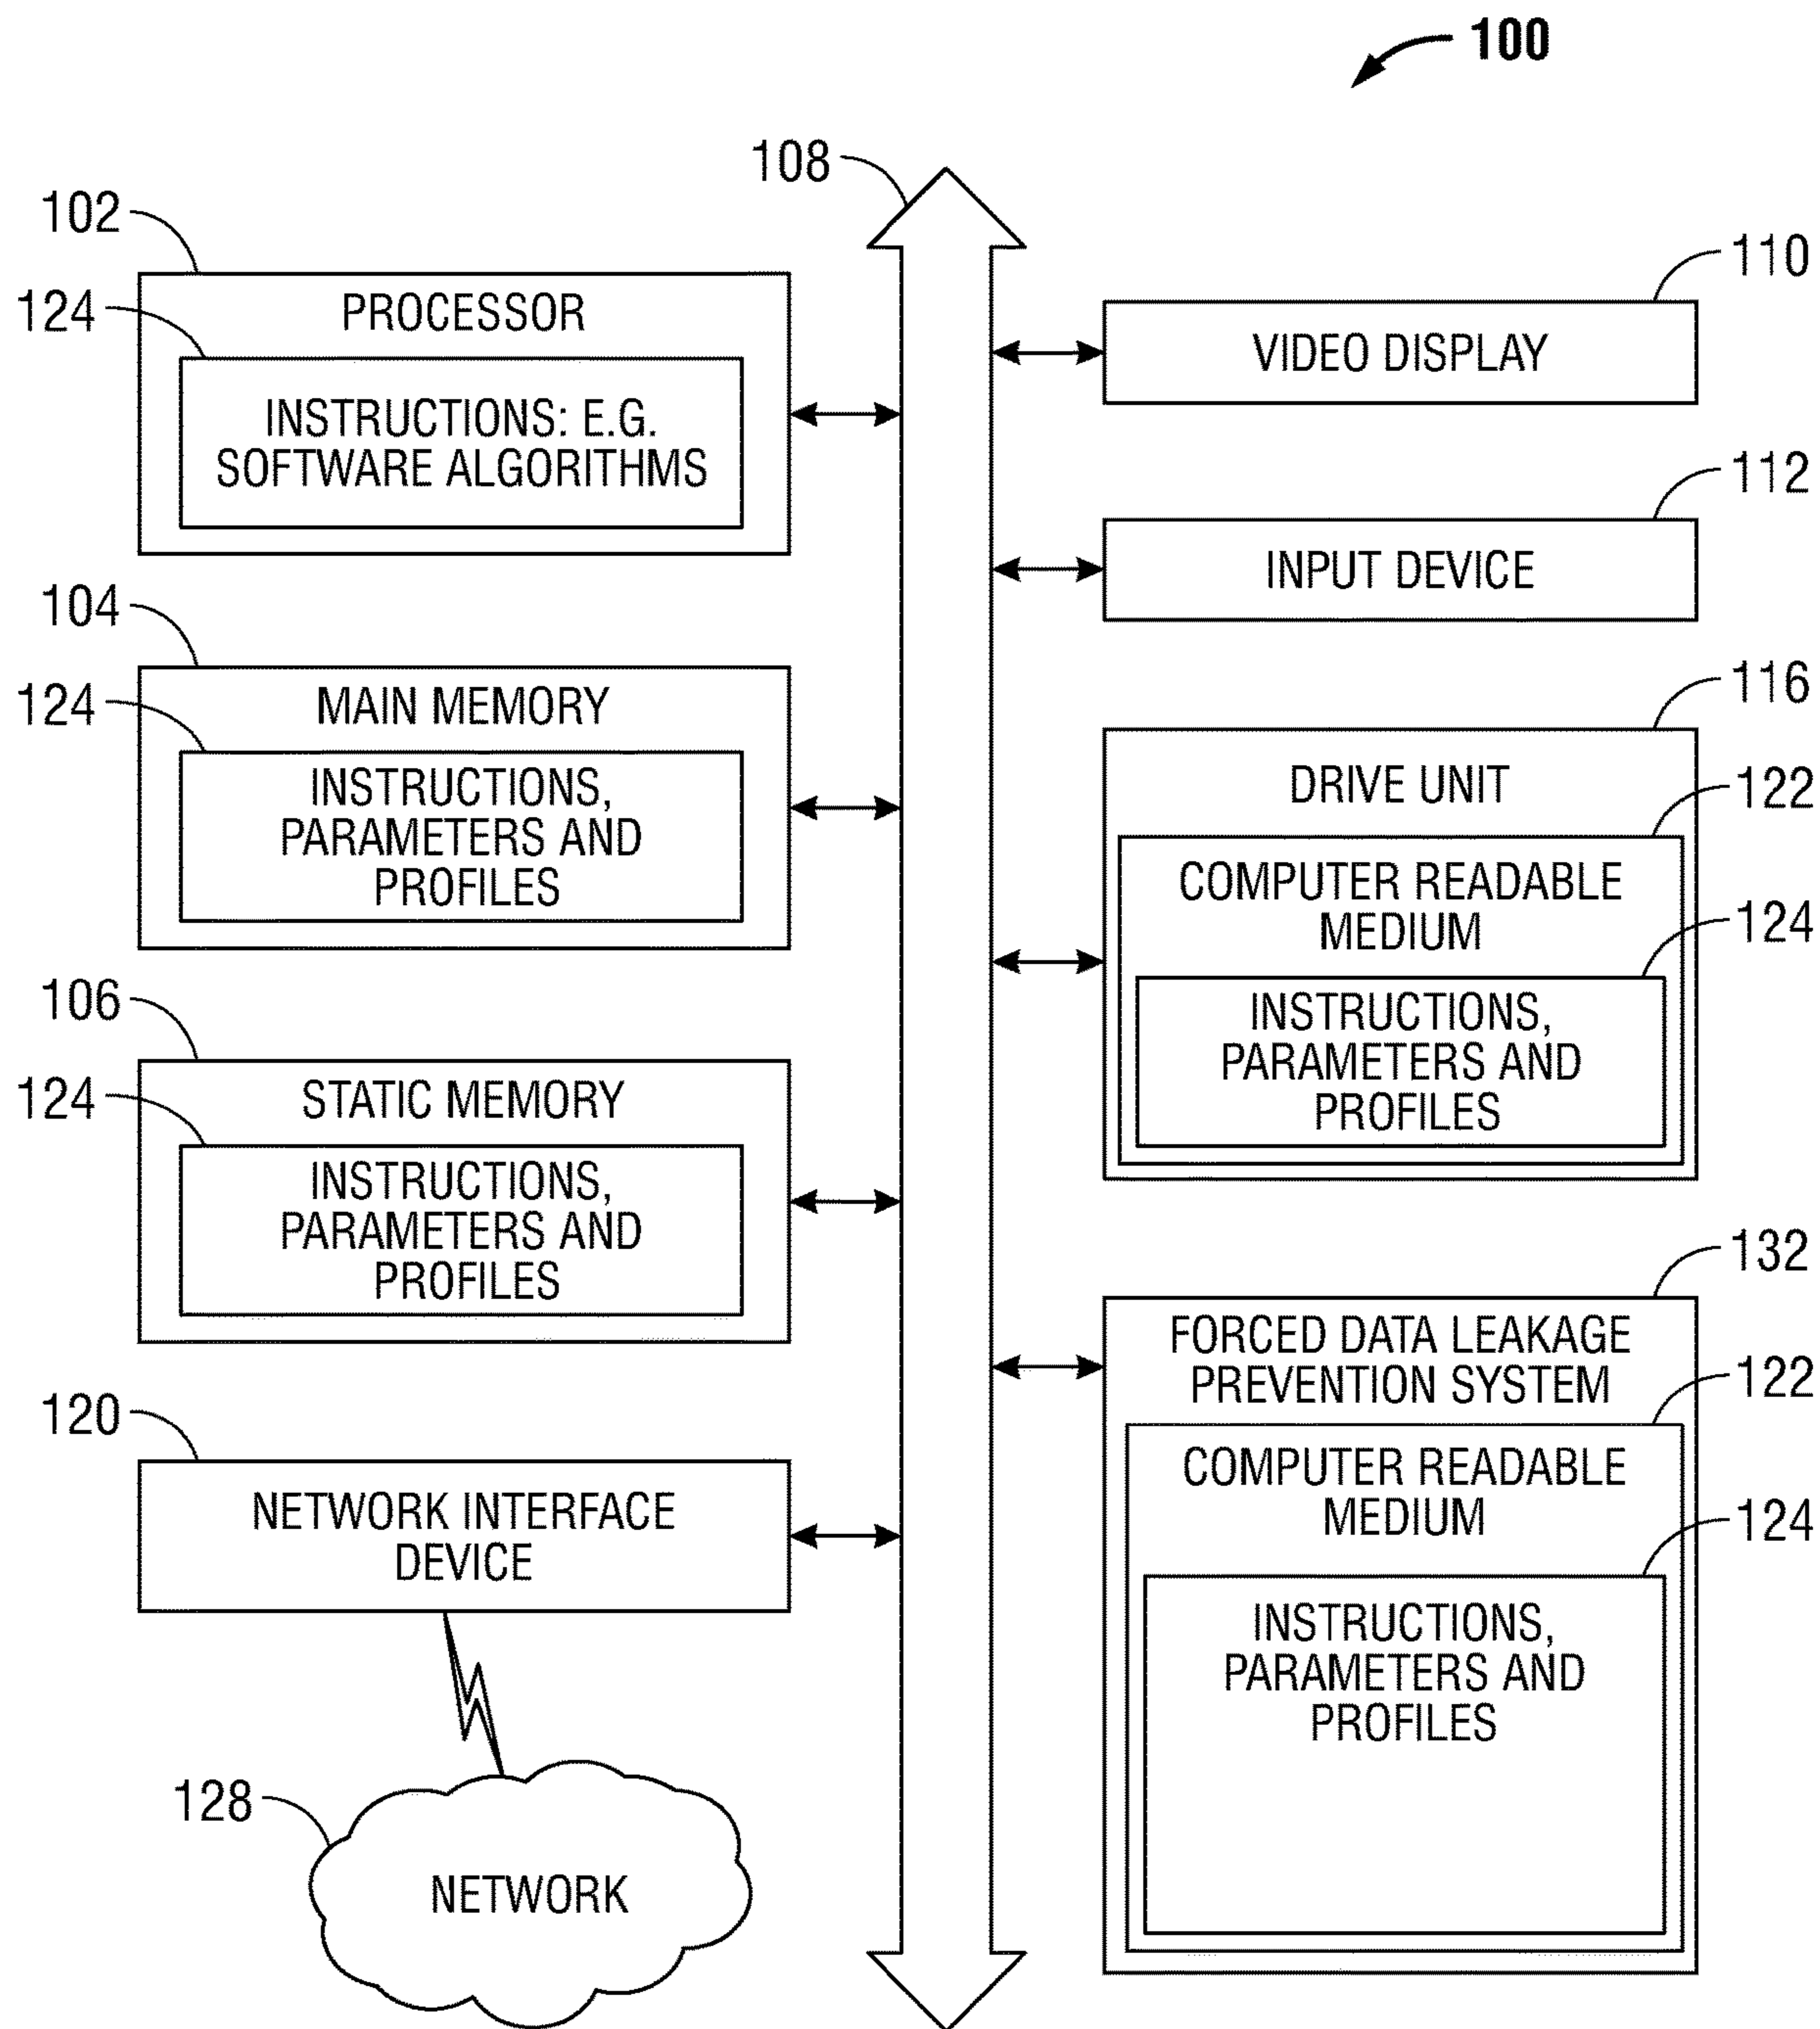 100
108
102
124
PROCESSOR
INSTRUCTIONS: E.G.
SOFTWARE ALGORITHMS
104
124
MAIN MEMORY
INSTRUCTIONS,
PARAMETERS AND
PROFILES
106
124
STATIC MEMORY
INSTRUCTIONS,
PARAMETERS AND
PROFILES
120
NETWORK INTERFACE
DEVICE
128
NETWORK
110
VIDEO DISPLAY
112
INPUT DEVICE
116
DRIVE UNIT
122
COMPUTER READABLE
MEDIUM
124
INSTRUCTIONS,
PARAMETERS AND
PROFILES
132
FORCED DATA LEAKAGE
PREVENTION SYSTEM
122
COMPUTER READABLE
MEDIUM
124
INSTRUCTIONS,
PARAMETERS AND
PROFILES